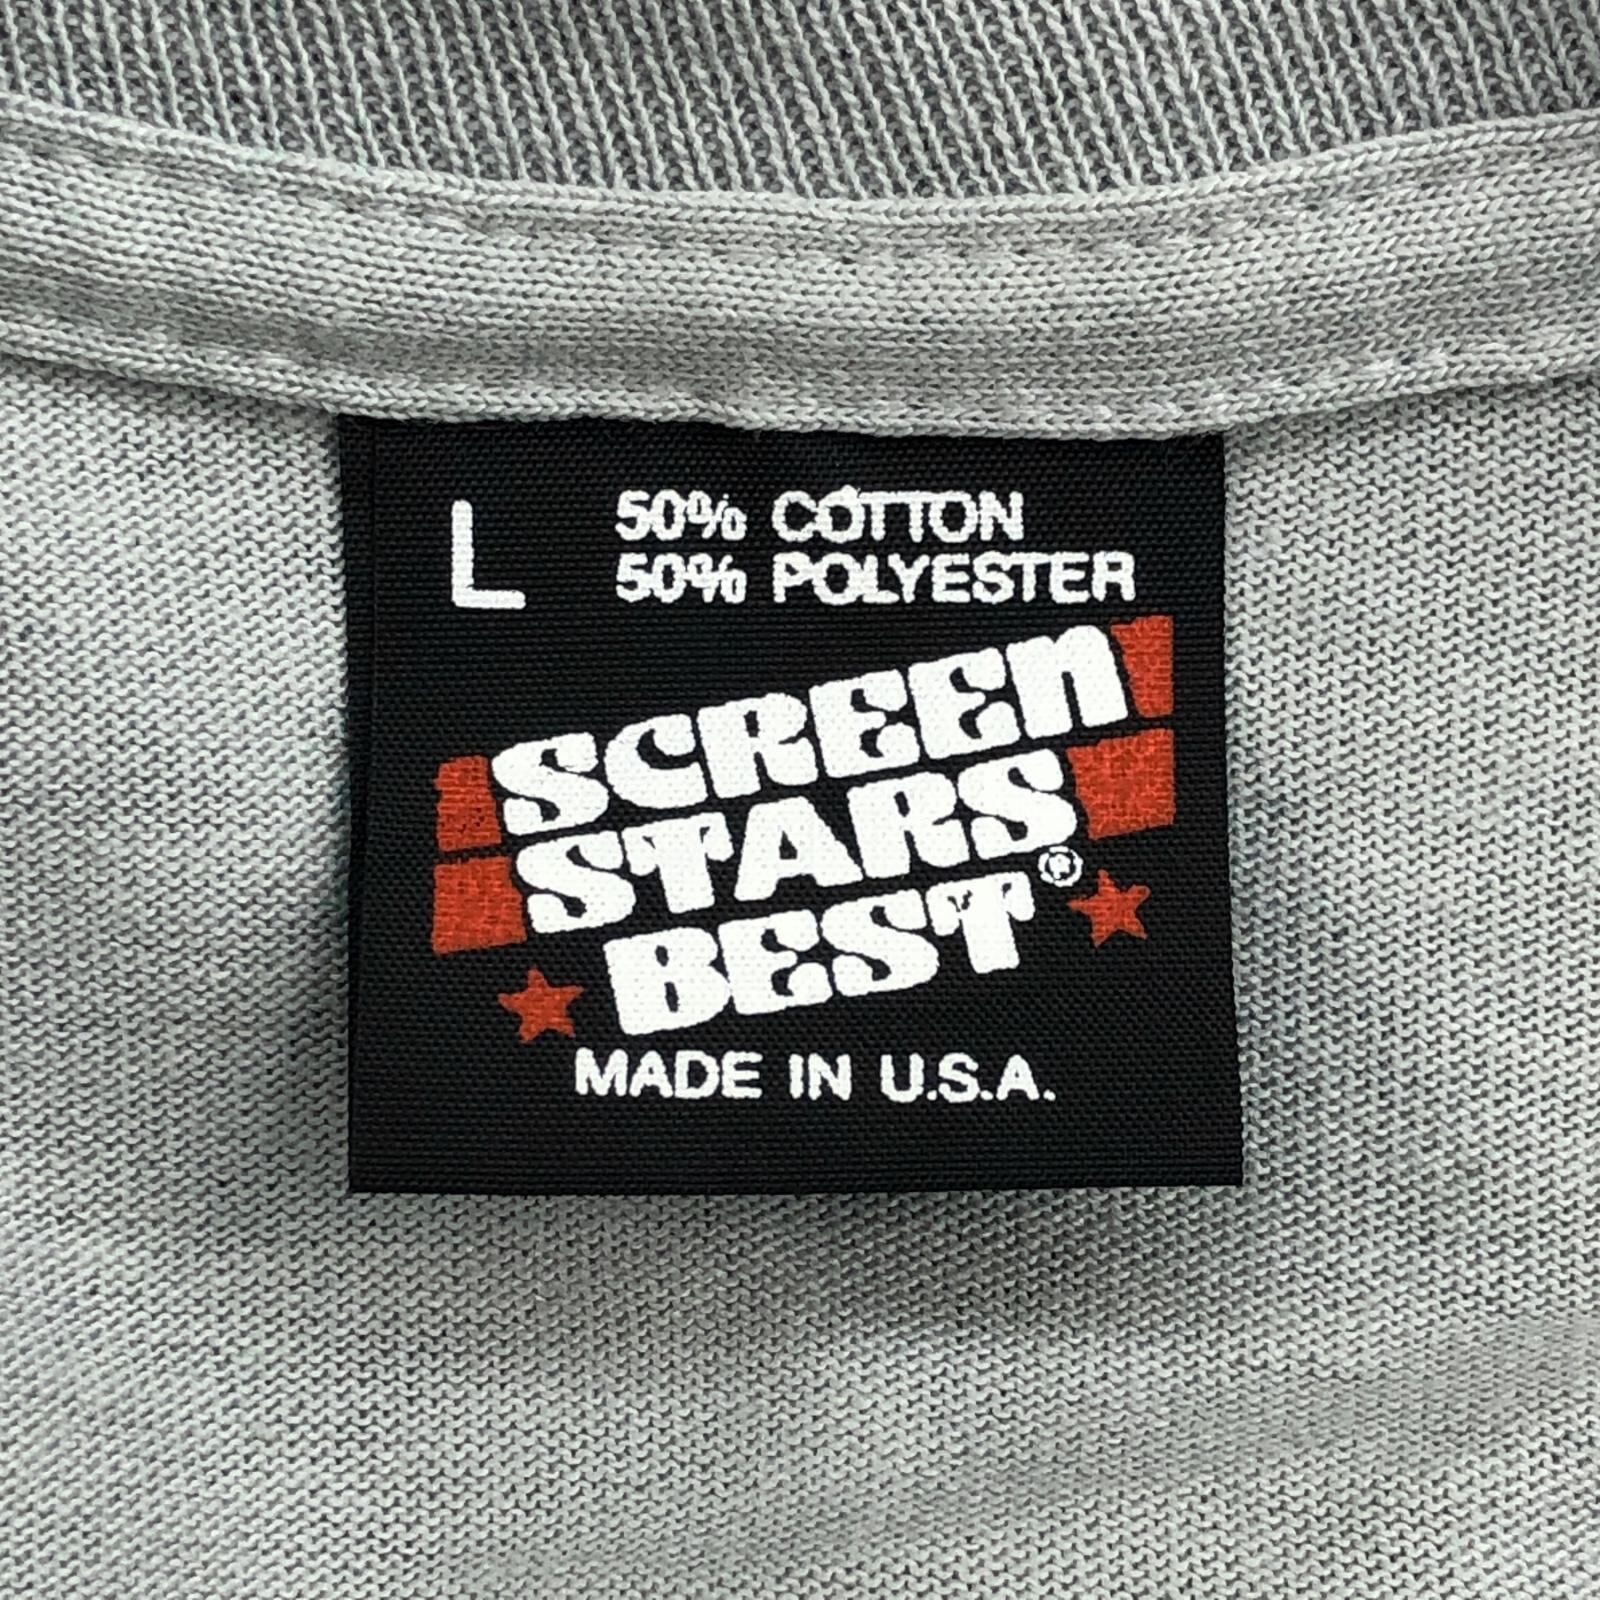 L 50% COTTON
50% POLYESTER
SCREEN
STARS
BEST®
MADE IN U.S.A.